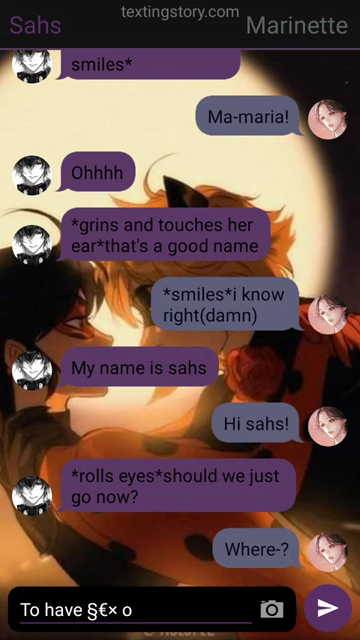 textingstory.com
Sahs
Marinette
smiles*
Ma-maria!
Ohhhh
*grins and touches her
ear*that's a good name
*smiles*i know
right(damn)
My name is sahs
Hi sahs!
*rolls eyes*should we just
go now?
Where-?
To have §€× o